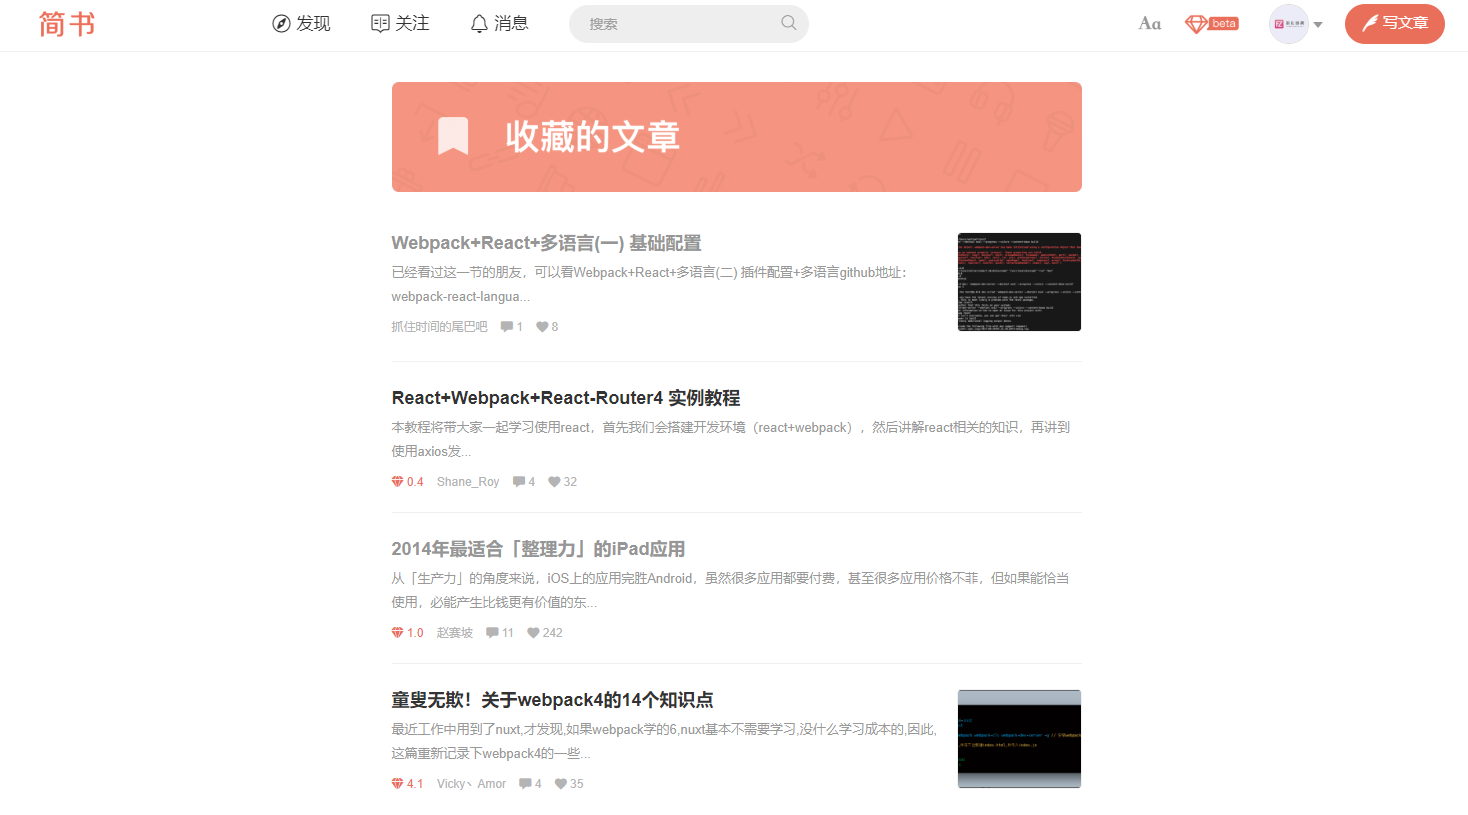 简书
发现 关注 消息 搜索 Aa beta 写文章
收藏的文章
Webpack+React+多语言(一) 基础配置
已经看过这一节的朋友，可以看Webpack+React+多语言(二) 插件配置+多语言github地址：
webpack-react-langua...
抓住时间的尾巴吧 1 8
React+Webpack+React-Router4 实例教程
本教程将带大家一起学习使用react，首先我们会搭建开发环境（react+webpack），然后讲解react相关的知识，再讲到
使用axios发...
0.4 Shane_Roy 4 32
2014年最适合「整理力」的iPad应用
从「生产力」的角度来说，iOS上的应用完胜Android，虽然很多应用都要付费，甚至很多应用价格不菲，但如果能恰当
使用，必能产生比钱更有价值的东...
1.0 赵赛坡 11 242
童叟无欺！关于webpack4的14个知识点
最近工作中用到了nuxt,才发现,如果webpack学的6,nuxt基本不需要学习,没什么学习成本的,因此,
这篇重新记录下webpack4的一些...
4.1 Vicky丶Amor 4 35